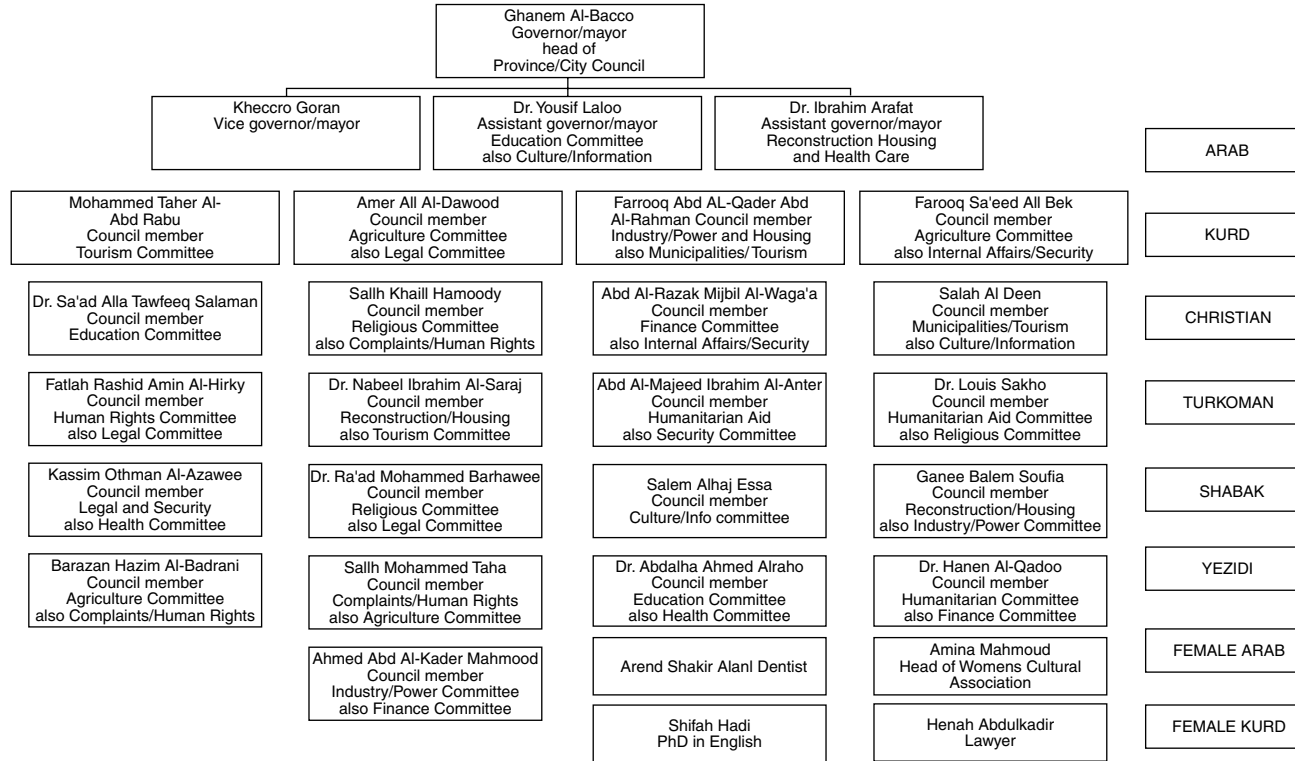 Ghanem Al-Bacco
Governor/mayor
head of
Province/City Council
Kheccro Goran
Vice governor/mayor
Dr. Yousif Laloo
Assistant governor/mayor
Education Committee
also Culture/Information
Dr. Ibrahim Arafat
Assistant governor/mayor
Reconstruction Housing
and Health Care
ARAB
Mohammed Taher Al-
Abd Rabu
Council member
Tourism Committee
Amer All Al-Dawood
Council member
Agriculture Committee
also Legal Committee
Farrooq Abd AL-Qader Abd
Al-Rahman Council member
Industry/Power and Housing
also Municipalities/Tourism
Farooq Sa'eed All Bek
Council member
Agriculture Committee
also Internal Affairs/Security
KURD
Dr. Sa'ad Alla Tawfeeq Salaman
Council member
Education Committee
Sallh Khaill Hamoody
Council member
Religious Committee
also Complaints/Human Rights
Abd Al-Razak Mijbil Al-Waga'a
Council member
Finance Committee
also Internal Affairs/Security
Salah Al Deen
Council member
Municipalities/Tourism
also Culture/Information
CHRISTIAN
Fatlah Rashid Amin Al-Hirky
Council member
Human Rights Committee
also Legal Committee
Dr. Nabeel Ibrahim Al-Saraj
Council member
Reconstruction/Housing
also Tourism Committee
Abd Al-Majeed Ibrahim Al-Anter
Council member
Humanitarian Aid
also Security Committee
Dr. Louis Sakho
Council member
Humanitarian Aid Committee
also Religious Committee
TURKOMAN
Kassim Othman Al-Azawee
Council member
Legal and Security
also Health Committee
Dr. Ra'ad Mohammed Barhawee
Council member
Religious Committee
also Legal Committee
Salem Alhaj Essa
Council member
Culture/Info committee
Ganee Balem Soufia
Council member
Reconstruction/Housing
also Industry/Power Committee
SHABAK
Barazan Hazim Al-Badrani
Council member
Agriculture Committee
also Complaints/Human Rights
Sallh Mohammed Taha
Council member
Complaints/Human Rights
also Agriculture Committee
Dr. Abdalha Ahmed Alraho
Council member
Education Committee
also Health Committee
Dr. Hanen Al-Qadoo
Council member
Humanitarian Committee
also Finance Committee
YEZIDI
Ahmed Abd Al-Kader Mahmood
Council member
Industry/Power Committee
also Finance Committee
Arend Shakir Alanl Dentist
Amina Mahmoud
Head of Womens Cultural
Association
FEMALE ARAB
Shifah Hadi
PhD in English
Henah Abdulkadir
Lawyer
FEMALE KURD